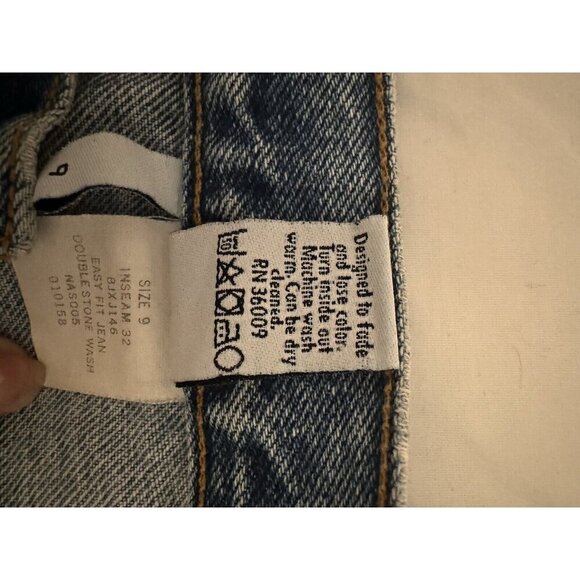 9
SIZE 9
INSEAM 32
8JXJ146
EASY FIT JEAN
DOUBLE STONE WASH
NAS005
010158
Designed to fade
and lose color.
Turn inside out
Machine wash
warm. Can be dry
cleaned.
RN 36009